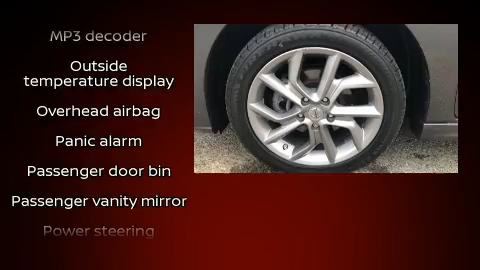 MP3 decoder
Outside
temperature display
Overhead airbag
Panic alarm
Passenger door bin
Passenger vanity mirror
Power steering